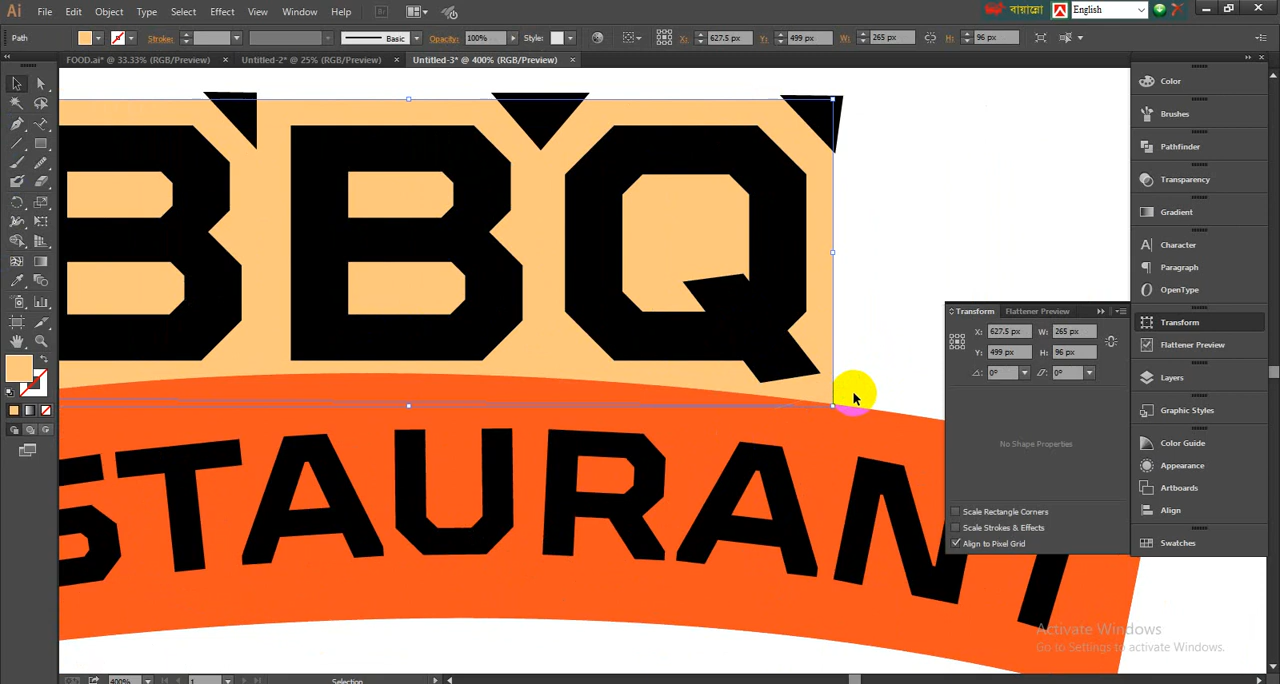 Ai File Edit Object Type Select Effect View Window Help Br বায়ান্নো English
Path Stroke: Basic Opacity: 100% Style: X: 627.5 px Y: 499 px W: 265 px H: 96 px
FOOD.ai* @ 33.33% (RGB/Preview) × Untitled-2* @ 25% (RGB/Preview) × Untitled-3* @ 400% (RGB/Preview) ×
Color
Brushes
Pathfinder
Transparency
Gradient
Character
Paragraph
OpenType
Transform
Flattener Preview
Layers
Graphic Styles
Color Guide
Appearance
Artboards
Align
Swatches
BBQ
STAURANT
Transform Flattener Preview
X: 627.5 px W: 265 px
Y: 499 px H: 96 px
0° 0°
No Shape Properties
Scale Rectangle Corners
Scale Strokes & Effects
Align to Pixel Grid
Activate Windows
Go to Settings to activate Windows.
400% 1 Selection